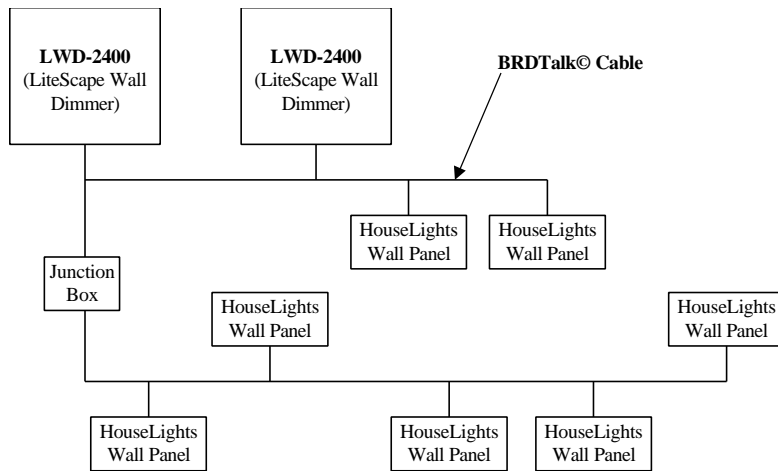 LWD-2400
(LiteScape Wall
Dimmer)
LWD-2400
(LiteScape Wall
Dimmer)
BRDTalk© Cable
HouseLights
Wall Panel
HouseLights
Wall Panel
Junction
Box
HouseLights
Wall Panel
HouseLights
Wall Panel
HouseLights
Wall Panel
HouseLights
Wall Panel
HouseLights
Wall Panel